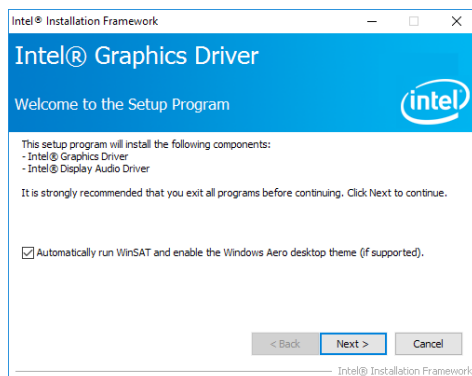 Intel® Installation Framework
Intel® Graphics Driver
Welcome to the Setup Program
intel
This setup program will install the following components:
- Intel® Graphics Driver
- Intel® Display Audio Driver
It is strongly recommended that you exit all programs before continuing. Click Next to continue.
Automatically run WinSAT and enable the Windows Aero desktop theme (if supported).
< Back Next > Cancel
Intel® Installation Framework